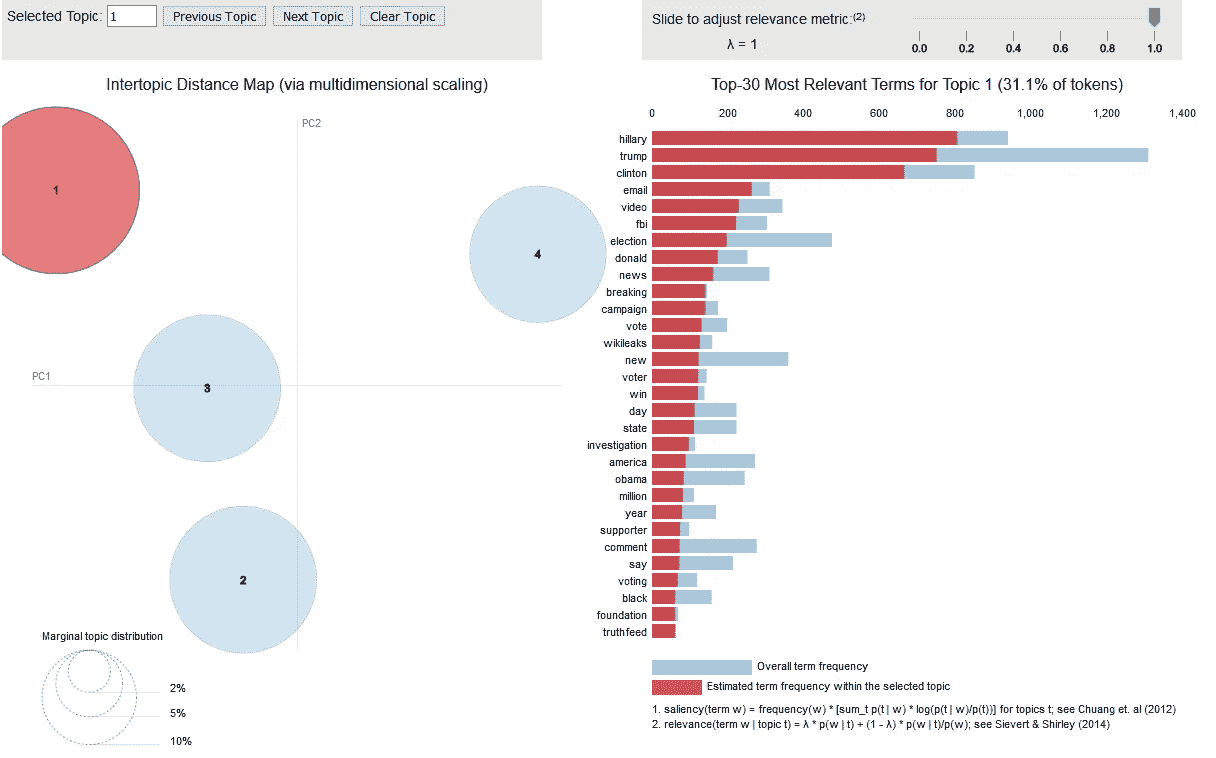 Selected Topic: 1 Previous Topic Next Topic Clear Topic
Slide to adjust relevance metric:(2)
λ = 1
0.0 0.2 0.4 0.6 0.8 1.0
Intertopic Distance Map (via multidimensional scaling)
PC2
1
4
3
PC1
2
Marginal topic distribution
2%
5%
10%
Top-30 Most Relevant Terms for Topic 1 (31.1% of tokens)
0 200 400 600 800 1,000 1,200 1,400
hillary
trump
clinton
email
video
fbi
election
donald
news
breaking
campaign
vote
wikileaks
new
voter
win
day
state
investigation
america
obama
million
year
supporter
comment
say
voting
black
foundation
truthfeed
Overall term frequency
Estimated term frequency within the selected topic
1. saliency(term w) = frequency(w) * [sum_t p(t | w) * log(p(t | w)/p(t))] for topics t; see Chuang et. al (2012)
2. relevance(term w | topic t) = λ * p(w | t) + (1 - λ) * p(w | t)/p(w); see Sievert & Shirley (2014)